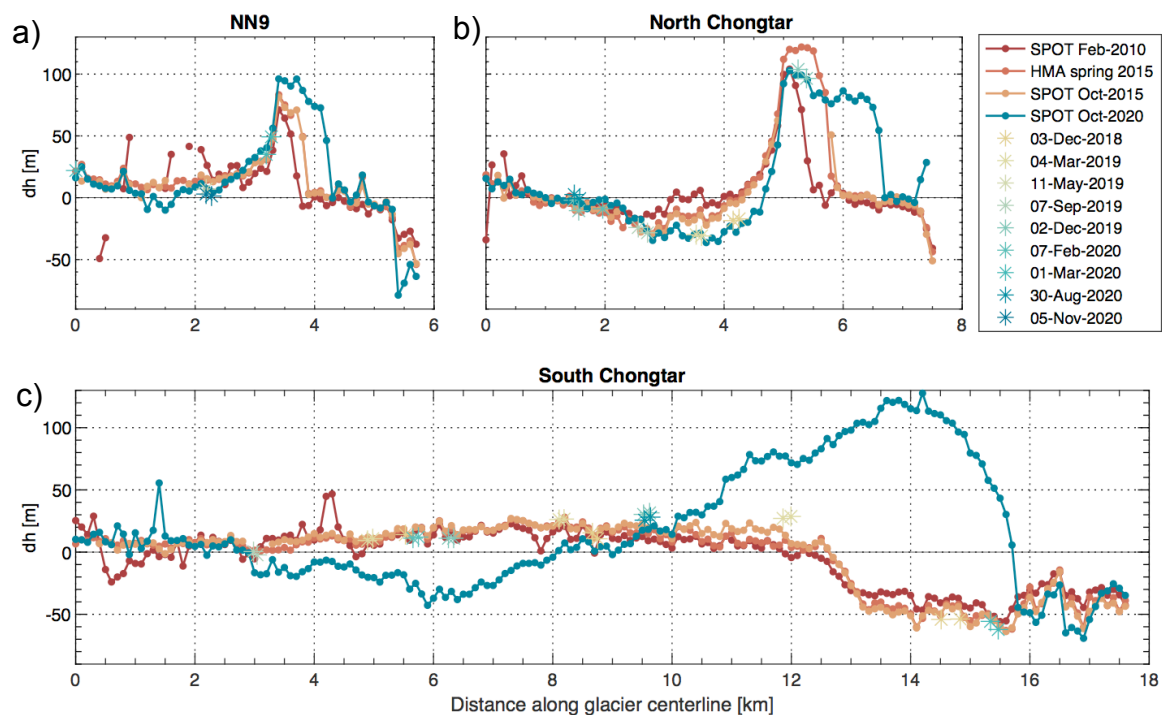 a)
NN9
dh [m]
100
50
0
-50
0
2
4
6
b)
North Chongtar
0
2
4
6
8
SPOT Feb-2010
HMA spring 2015
SPOT Oct-2015
SPOT Oct-2020
03-Dec-2018
04-Mar-2019
11-May-2019
07-Sep-2019
02-Dec-2019
07-Feb-2020
01-Mar-2020
30-Aug-2020
05-Nov-2020
c)
South Chongtar
dh [m]
100
50
0
-50
0
2
4
6
8
10
12
14
16
18
Distance along glacier centerline [km]